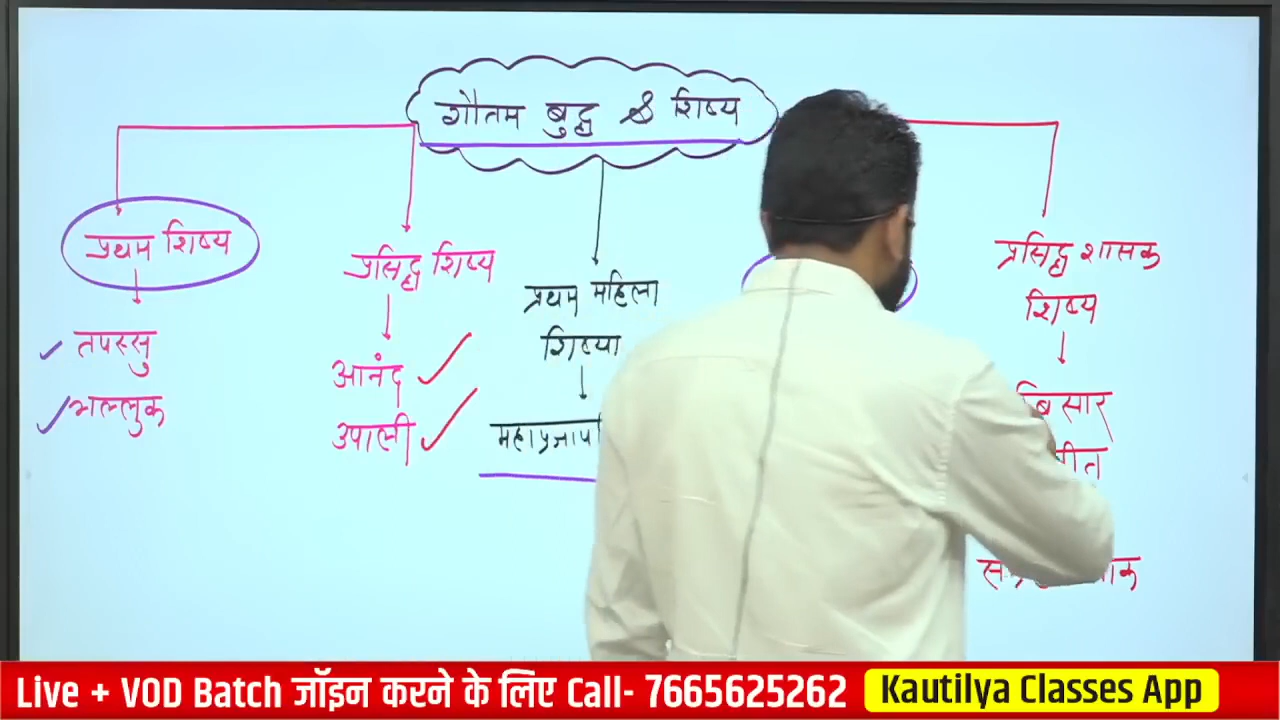 गौतम बुद्ध के शिष्य
प्रथम शिष्य
तपस्सु
भल्लुक
प्रसिद्ध शिष्य
आनंद
उपाली
प्रथम महिला
शिष्या
प्रसिद्ध शासक
शिष्य
Live + VOD Batch जॉइन करने के लिए Call- 7665625262
Kautilya Classes App